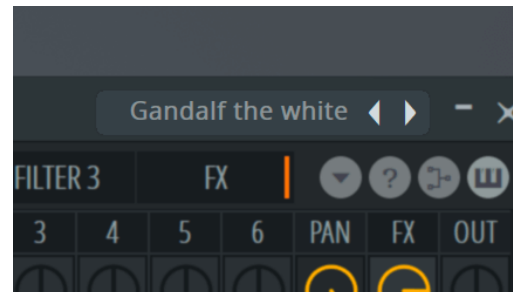 Gandalf the white
FILTER 3 FX
?
3 4 5 6 PAN FX OUT